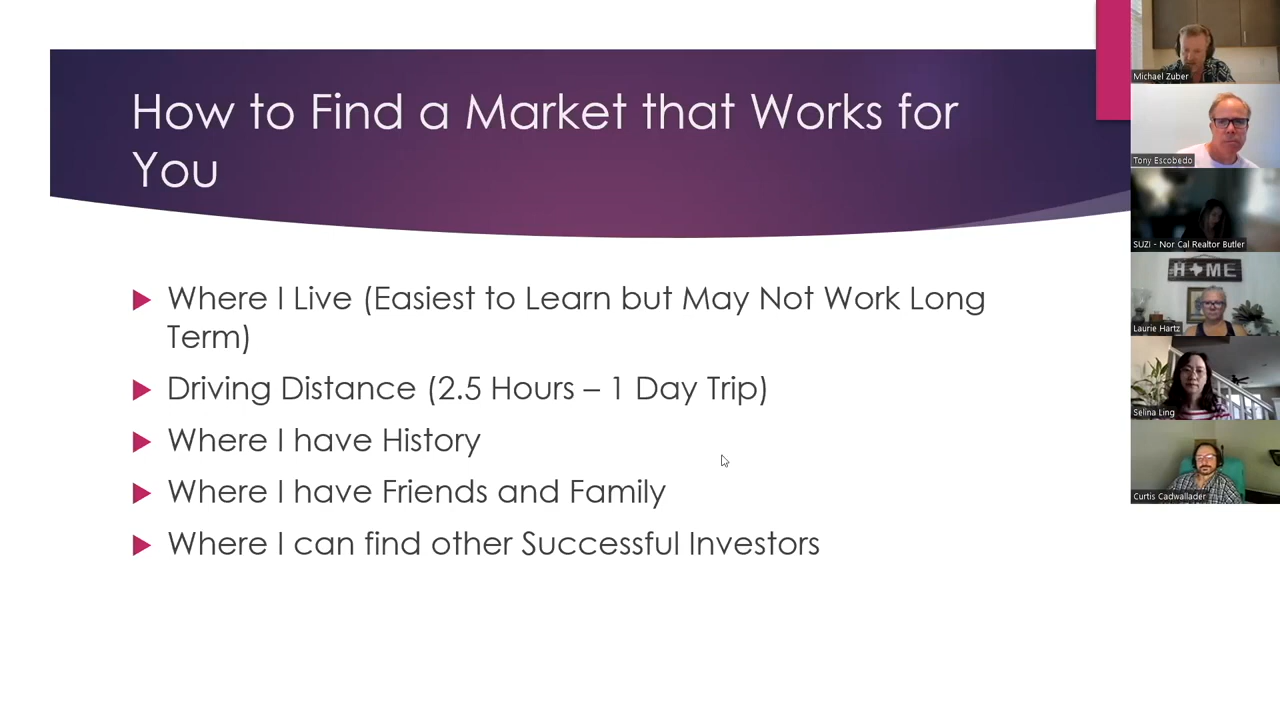 How to Find a Market that Works for
You
Where I Live (Easiest to Learn but May Not Work Long
Term)
Driving Distance (2.5 Hours – 1 Day Trip)
Where I have History
Where I have Friends and Family
Where I can find other Successful Investors
Michael Zuber
Tony Escobedo
SUZI - Nor Cal Realtor Butler
HOME
Laurie Hartz
Selina Ling
Curtis Cadwallader